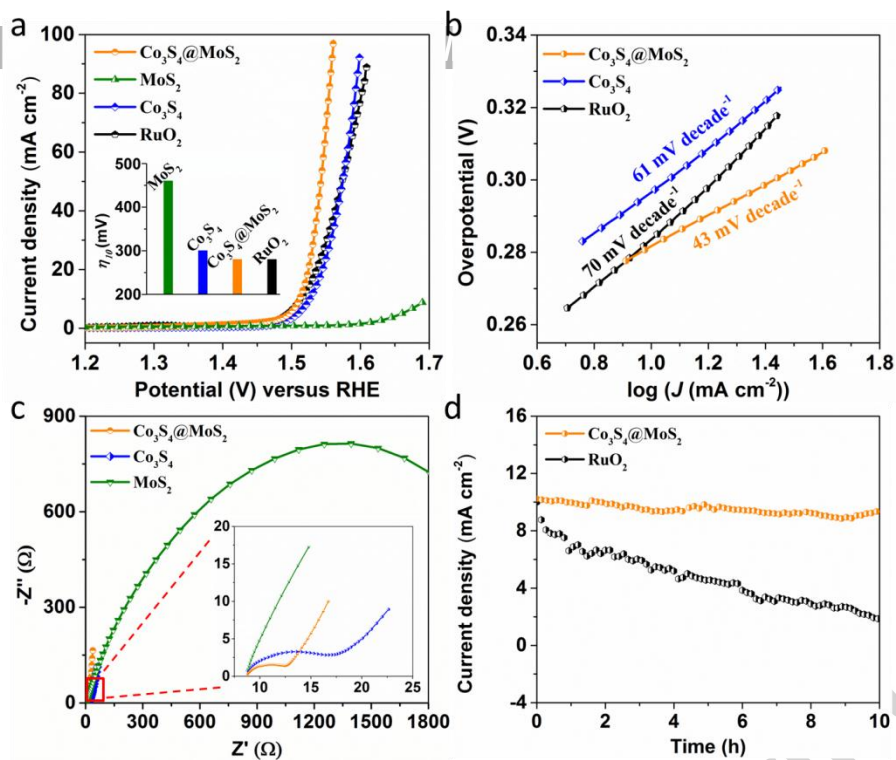 a
Co3S4@MoS2
MoS2
Co3S4
RuO2
Current density (mA cm-2)
100
80
60
40
20
0
1.2
1.3
1.4
1.5
1.6
1.7
Potential (V) versus RHE
η10 (mV)
500
400
300
200
MoS2
Co3S4
Co3S4@MoS2
RuO2
b
Co3S4@MoS2
Co3S4
RuO2
Overpotential (V)
0.34
0.32
0.30
0.28
0.26
61 mV decade-1
70 mV decade-1
43 mV decade-1
0.6
0.8
1.0
1.2
1.4
1.6
1.8
log (J (mA cm-2))
c
Co3S4@MoS2
Co3S4
MoS2
-Z'' (Ω)
900
600
300
0
0
300
600
900
1200
1500
1800
Z' (Ω)
20
15
10
5
0
10
15
20
25
d
Co3S4@MoS2
RuO2
Current density (mA cm-2)
16
12
8
4
0
-4
0
2
4
6
8
10
Time (h)